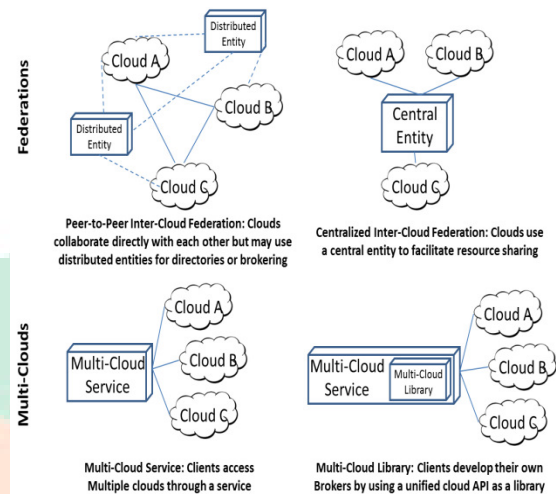 Federations
Distributed
Entity
Cloud A
Cloud B
Distributed
Entity
Cloud C
Peer-to-Peer Inter-Cloud Federation: Clouds
collaborate directly with each other but may use
distributed entities for directories or brokering
Cloud A
Cloud B
Central
Entity
Cloud C
Centralized Inter-Cloud Federation: Clouds use
a central entity to facilitate resource sharing
Multi-Clouds
Cloud A
Multi-Cloud
Service
Cloud B
Cloud C
Multi-Cloud Service: Clients access
Multiple clouds through a service
Cloud A
Multi-Cloud
Service
Multi-Cloud
Library
Cloud B
Cloud C
Multi-Cloud Library: Clients develop their own
Brokers by using a unified cloud API as a library